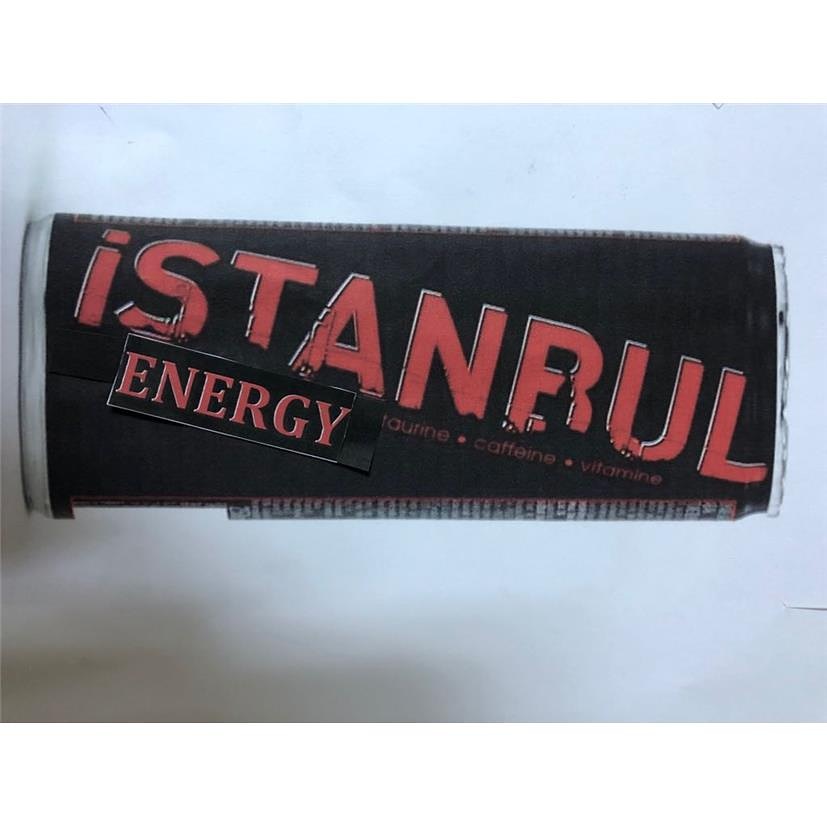 iSTANBUL
ENERGY
taurine • caffeine • vitamine